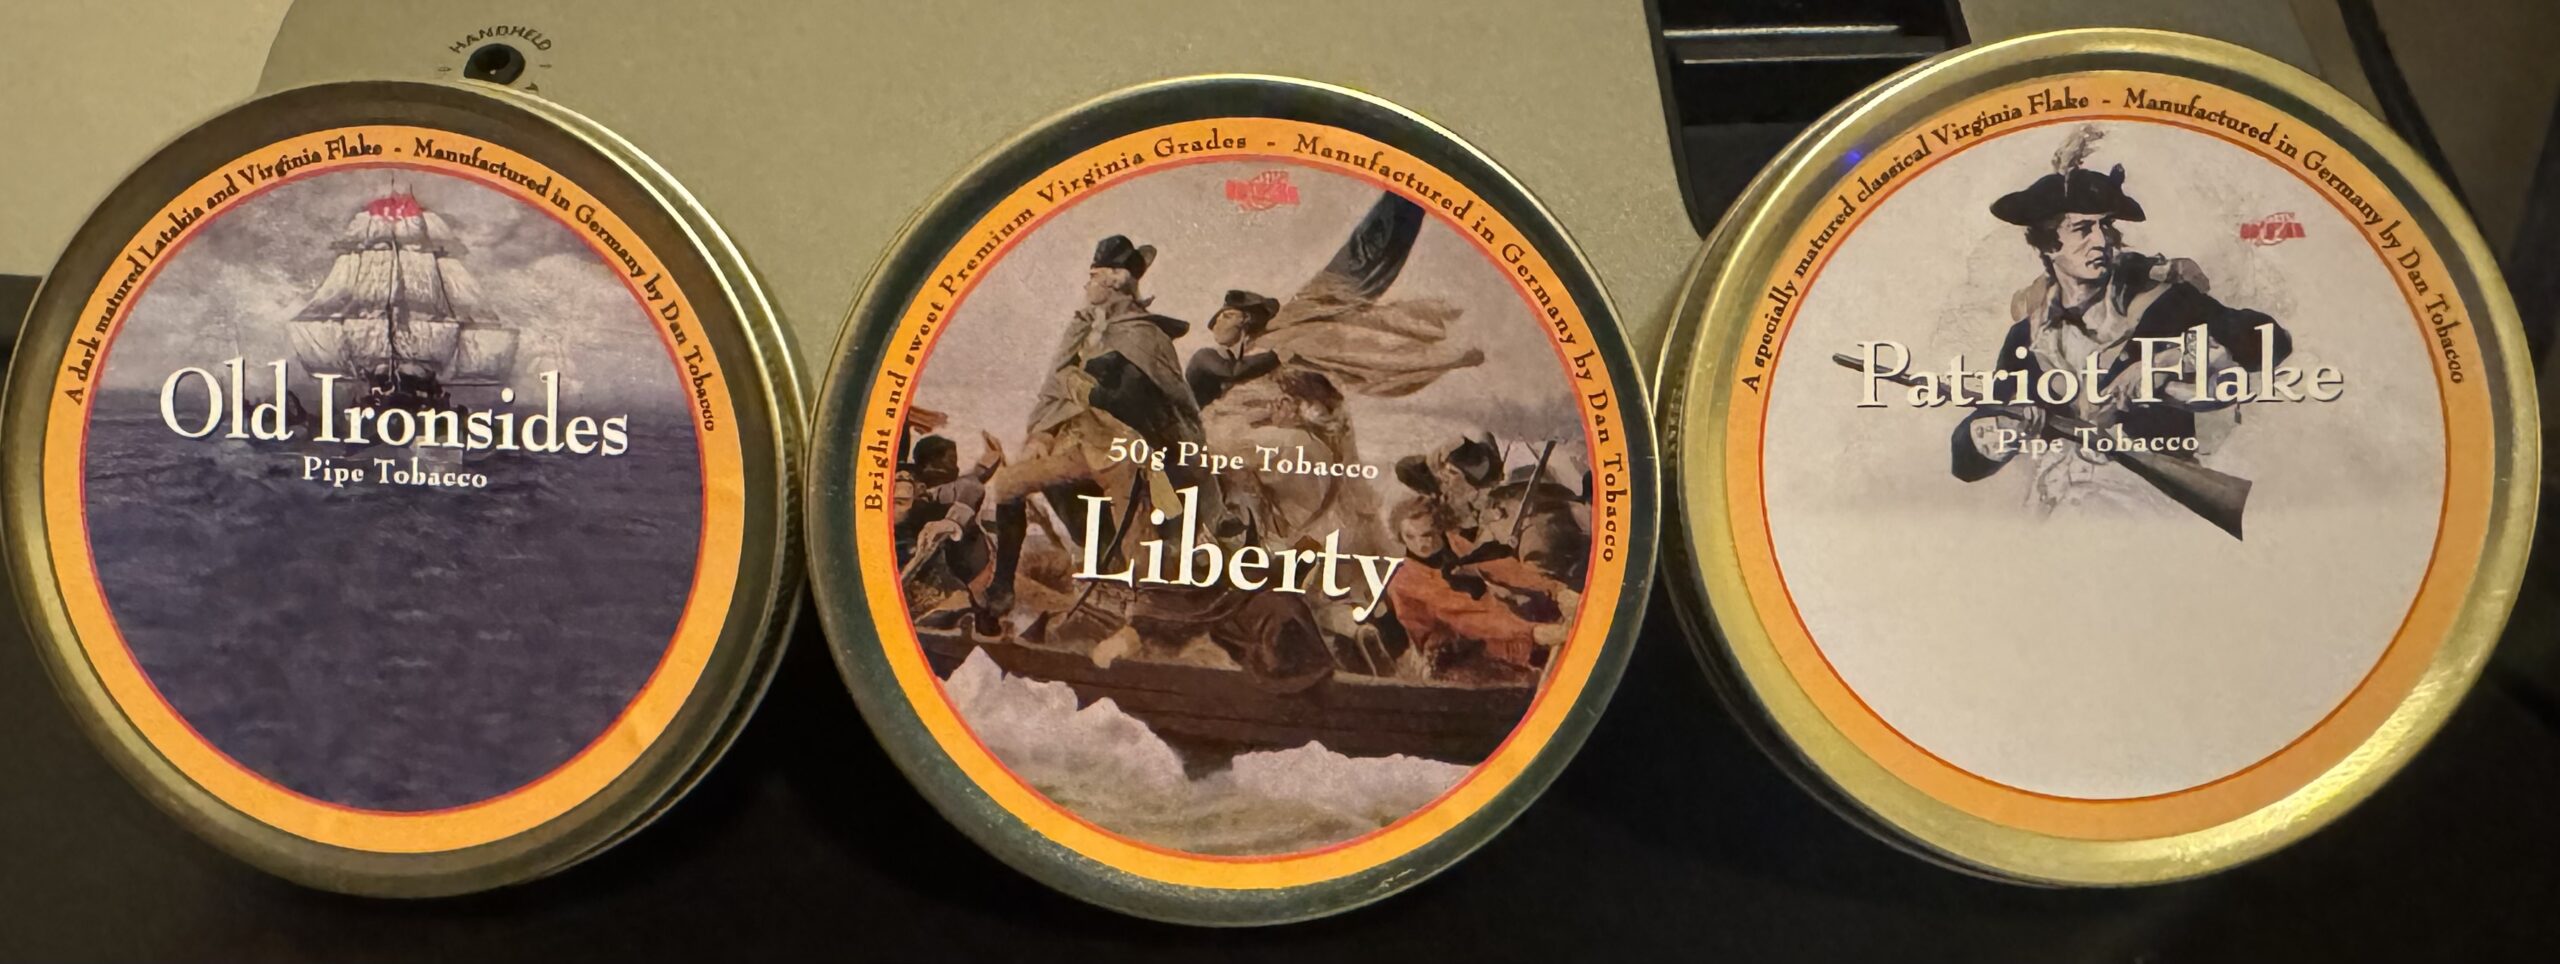 HANDHELD
A dark matured Latakia and Virginia Flake - Manufactured in Germany by Dan Tobacco
Old Ironsides
Pipe Tobacco
Bright and sweet Premium Virginia Grades - Manufactured in Germany by Dan Tobacco
50g Pipe Tobacco
Liberty
A specially matured classical Virginia Flake - Manufactured in Germany by Dan Tobacco
Patriot Flake
Pipe Tobacco